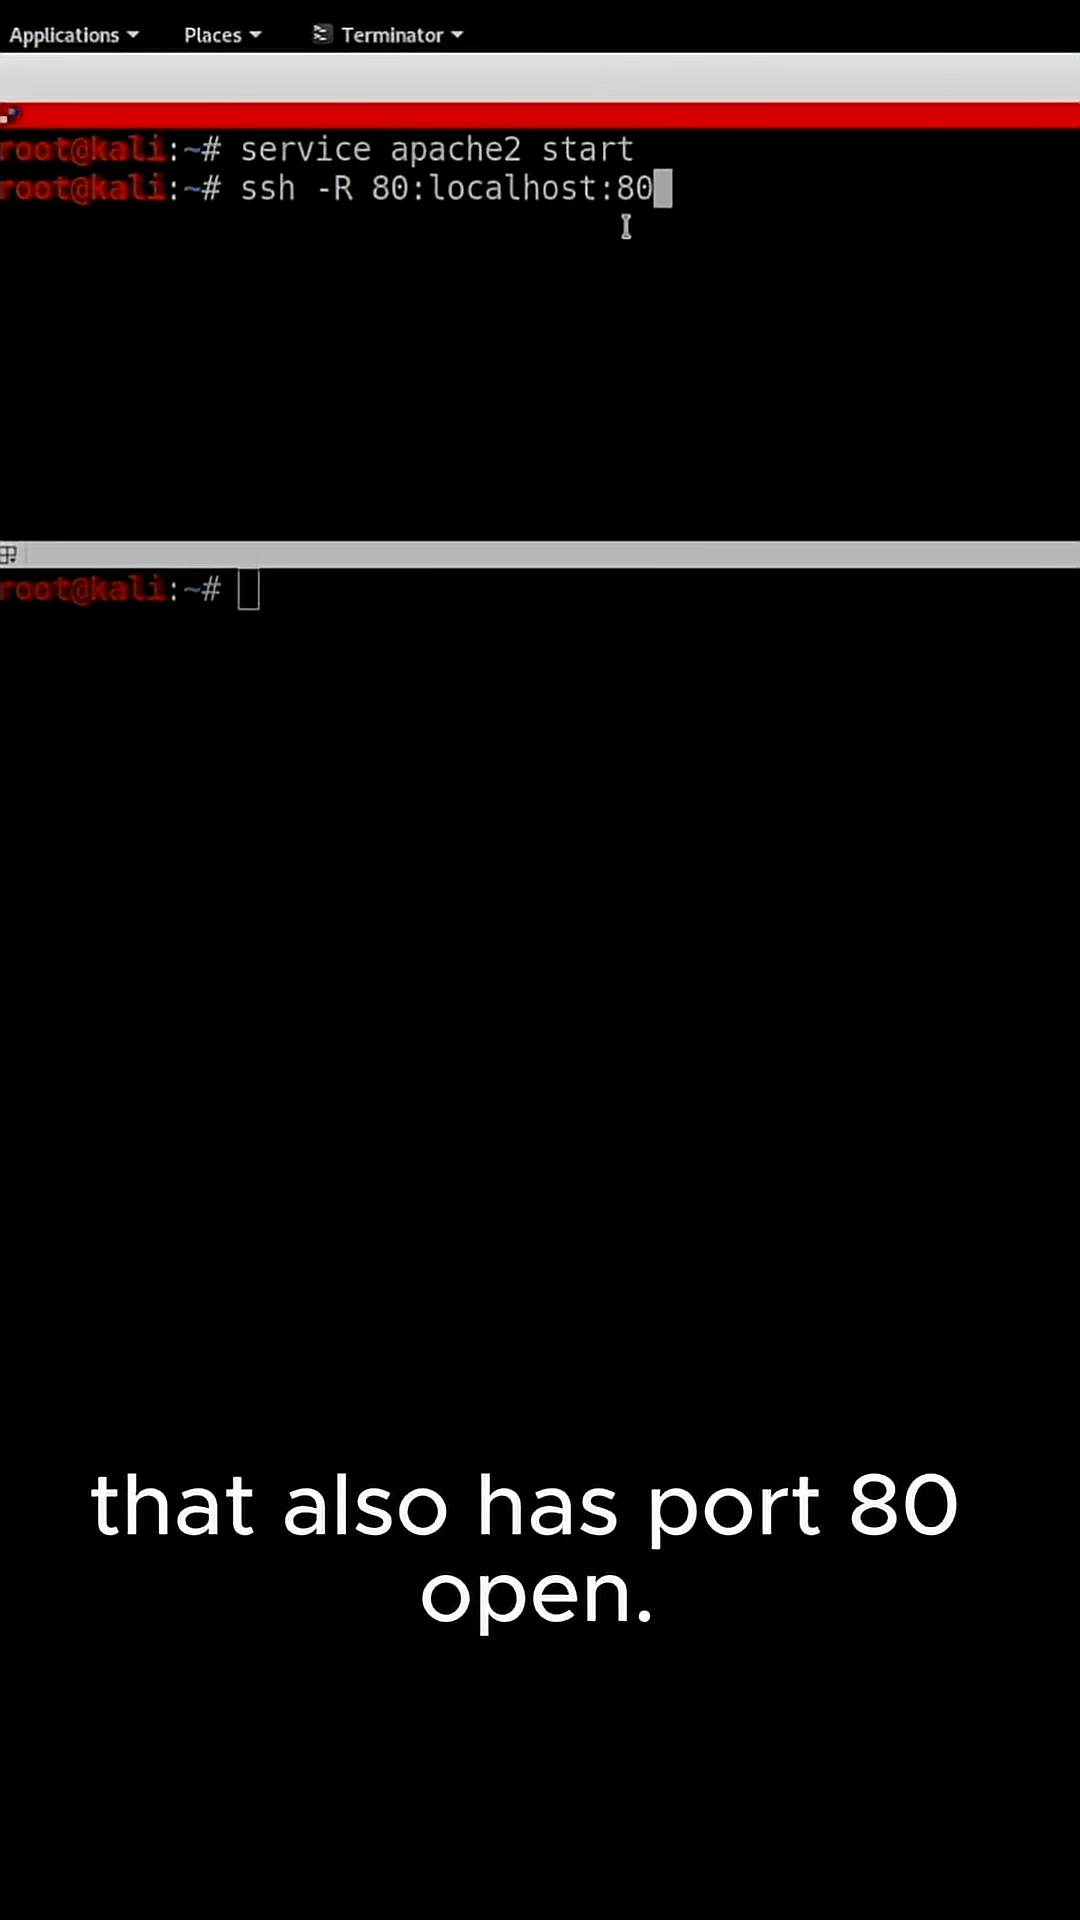 Applications Places Terminator
root@kali:~# service apache2 start
root@kali:~# ssh -R 80:localhost:80
root@kali:~#
that also has port 80
open.